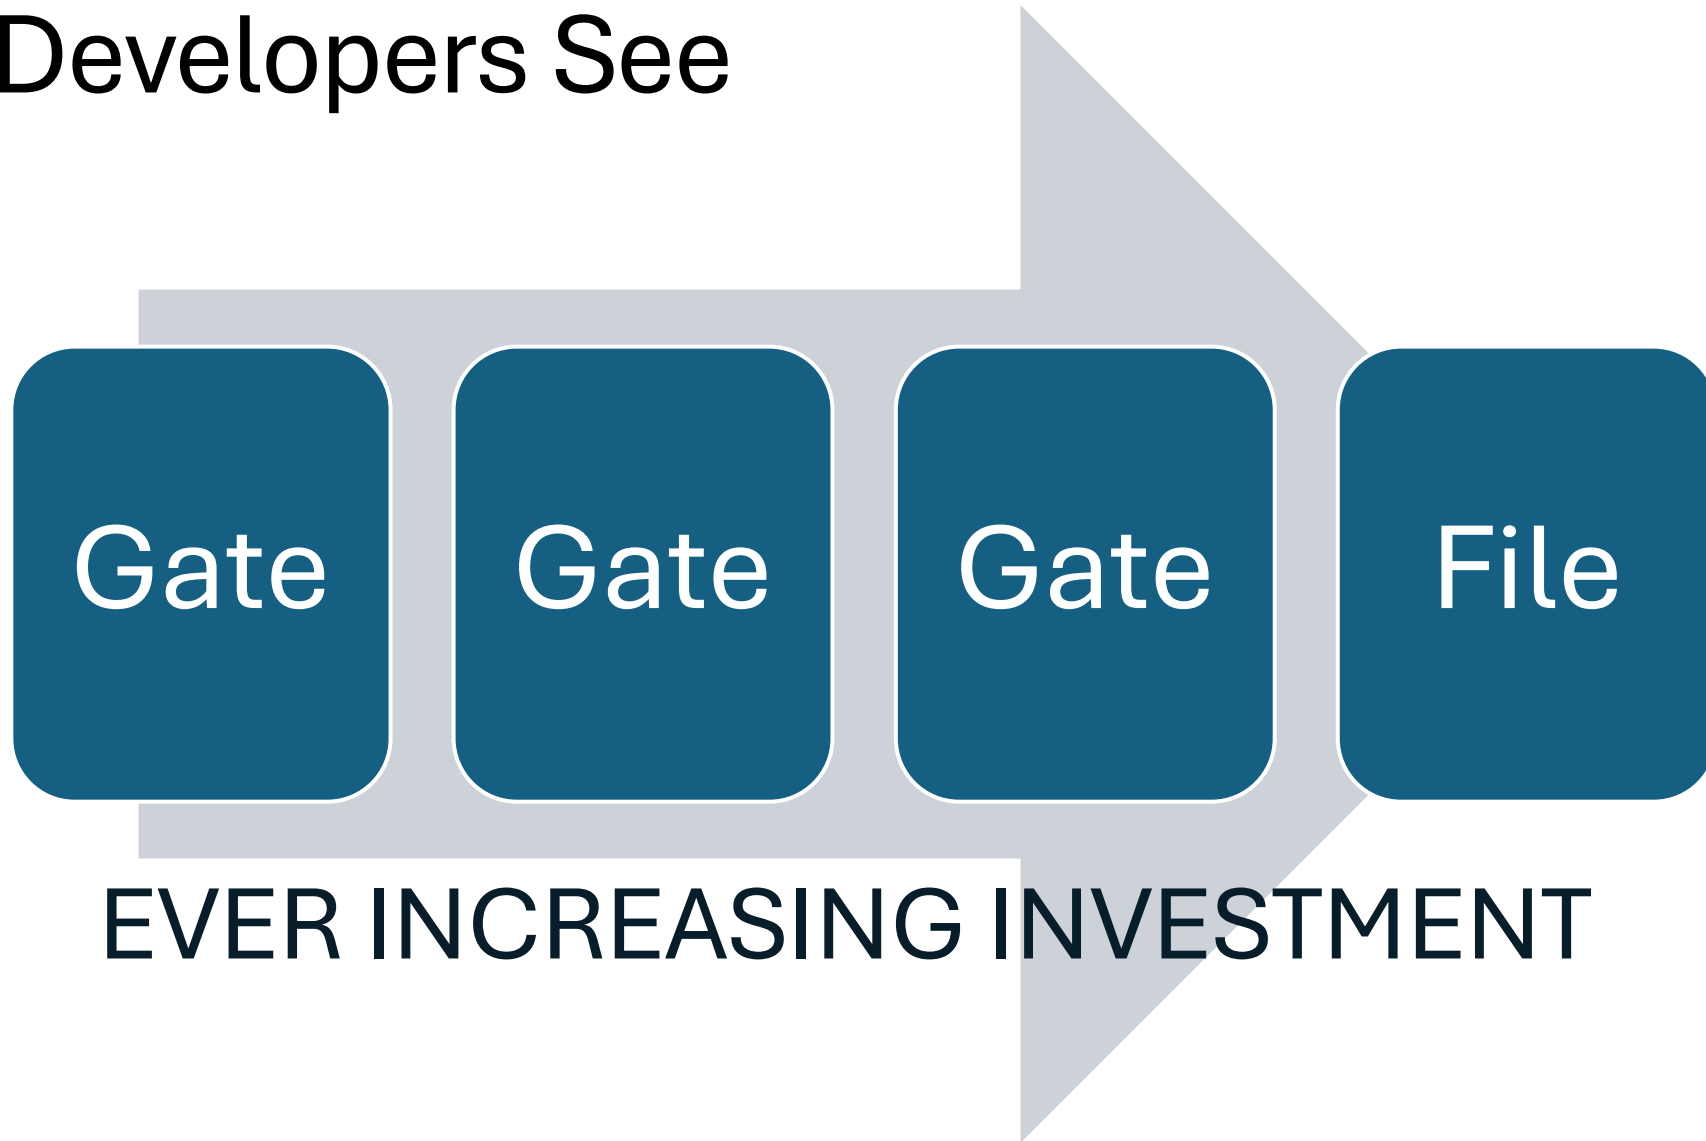 Developers See
Gate
Gate
Gate
File
EVER INCREASING INVESTMENT